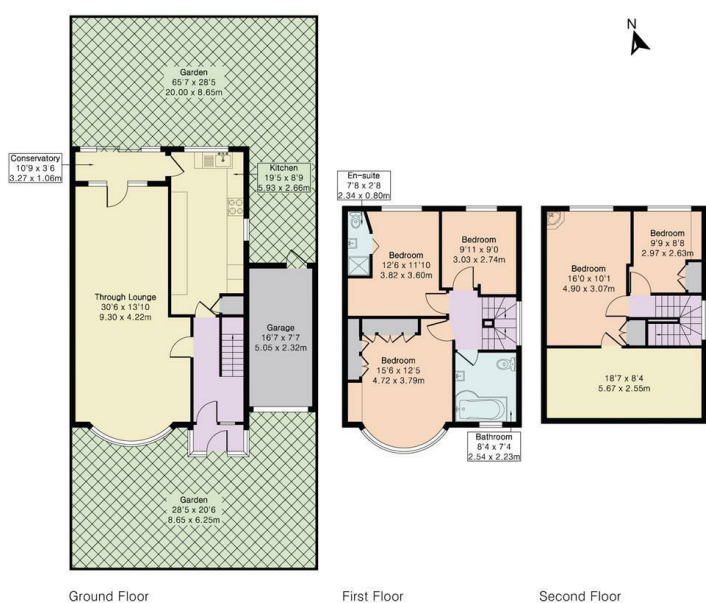 N
Garden
65'7 x 28'5
20.00 x 8.65m
Conservatory
10'9 x 3'6
3.27 x 1.06m
Kitchen
19'5 x 8'9
5.93 x 2.66m
Through Lounge
30'6 x 13'10
9.30 x 4.22m
Garage
16'7 x 7'7
5.05 x 2.32m
Garden
28'5 x 20'6
8.65 x 6.25m
Ground Floor
En-suite
7'8 x 2'8
2.34 x 0.80m
Bedroom
12'6 x 11'10
3.82 x 3.60m
Bedroom
9'11 x 9'0
3.03 x 2.74m
Bedroom
15'6 x 12'5
4.72 x 3.79m
Bathroom
8'4 x 7'4
2.54 x 2.23m
First Floor
Bedroom
16'0 x 10'1
4.90 x 3.07m
Bedroom
9'9 x 8'8
2.97 x 2.63m
18'7 x 8'4
5.67 x 2.55m
Second Floor